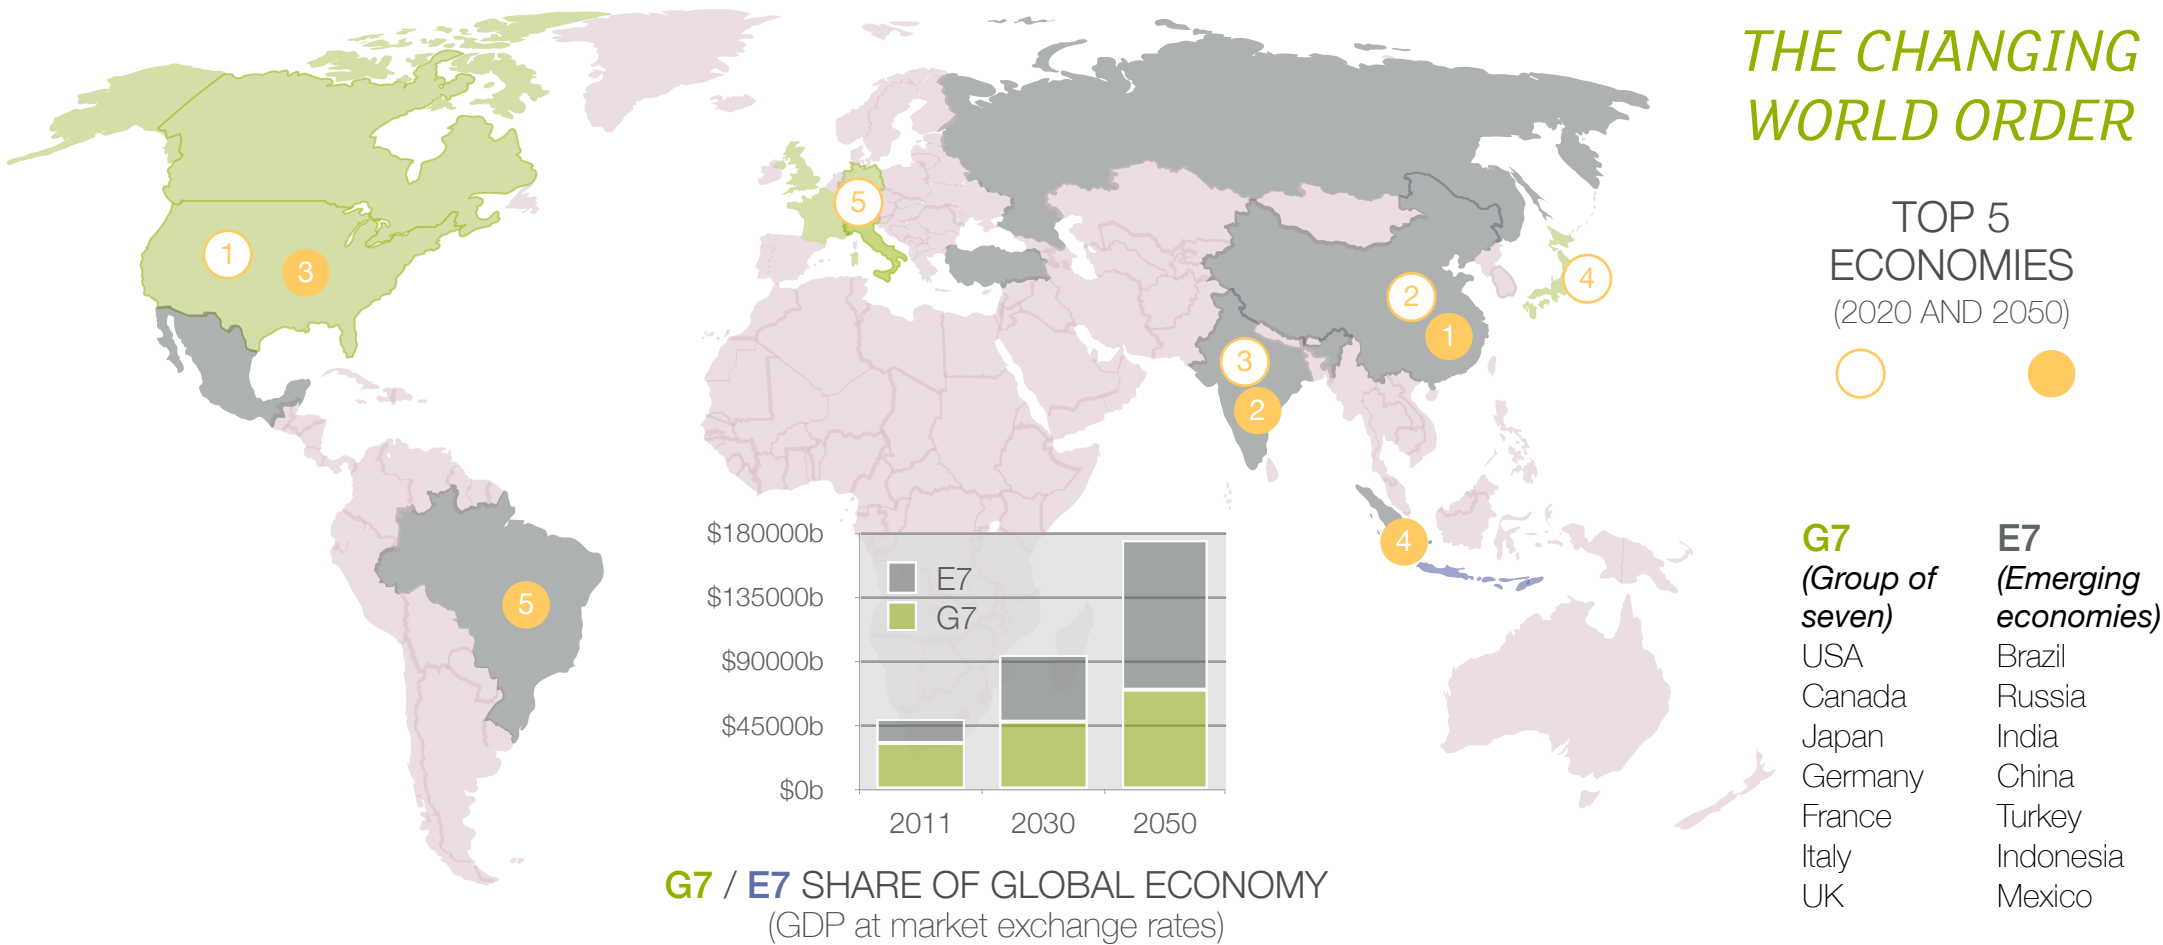 THE CHANGING
WORLD ORDER
TOP 5
ECONOMIES
(2020 AND 2050)
1
3
5
4
2
1
3
2
4
5
$180000b
$135000b
$90000b
$45000b
$0b
E7
G7
2011
2030
2050
G7 / E7 SHARE OF GLOBAL ECONOMY
(GDP at market exchange rates)
G7
(Group of
seven)
USA
Canada
Japan
Germany
France
Italy
UK
E7
(Emerging
economies)
Brazil
Russia
India
China
Turkey
Indonesia
Mexico